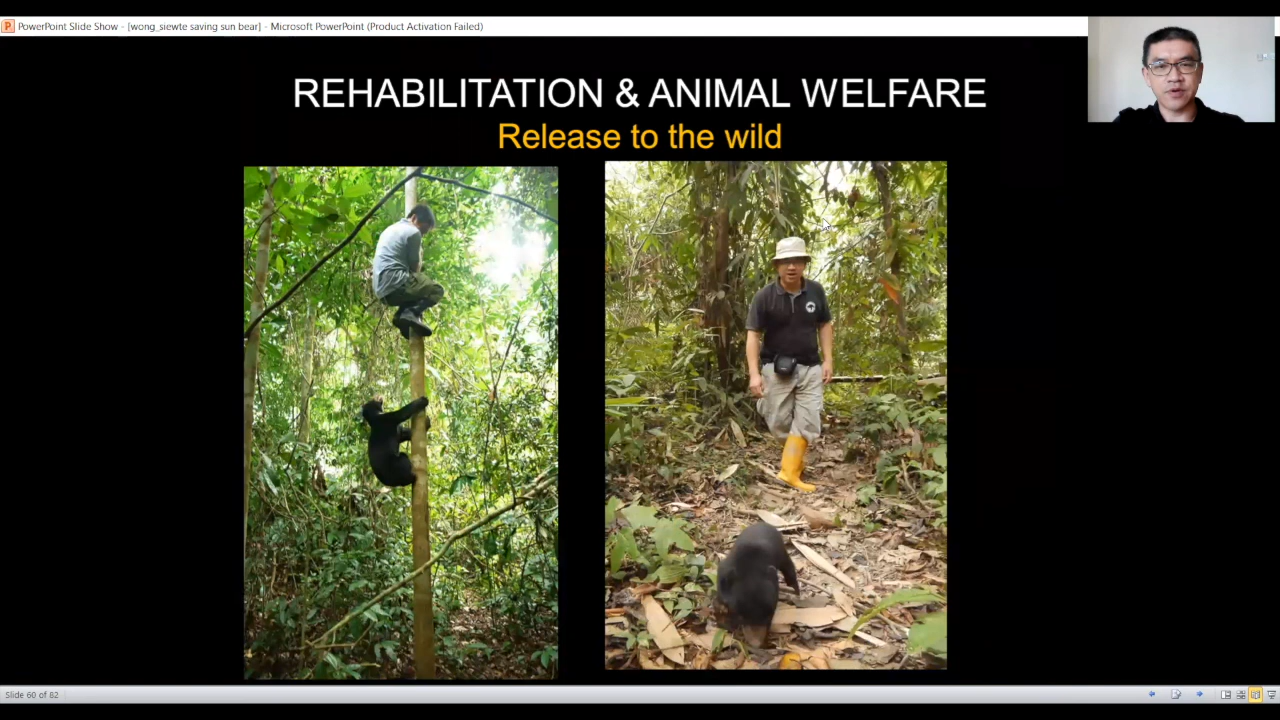 PowerPoint Slide Show - [wong_siewte saving sun bear] - Microsoft PowerPoint (Product Activation Failed)
REHABILITATION & ANIMAL WELFARE
Release to the wild
Slide 60 of 82